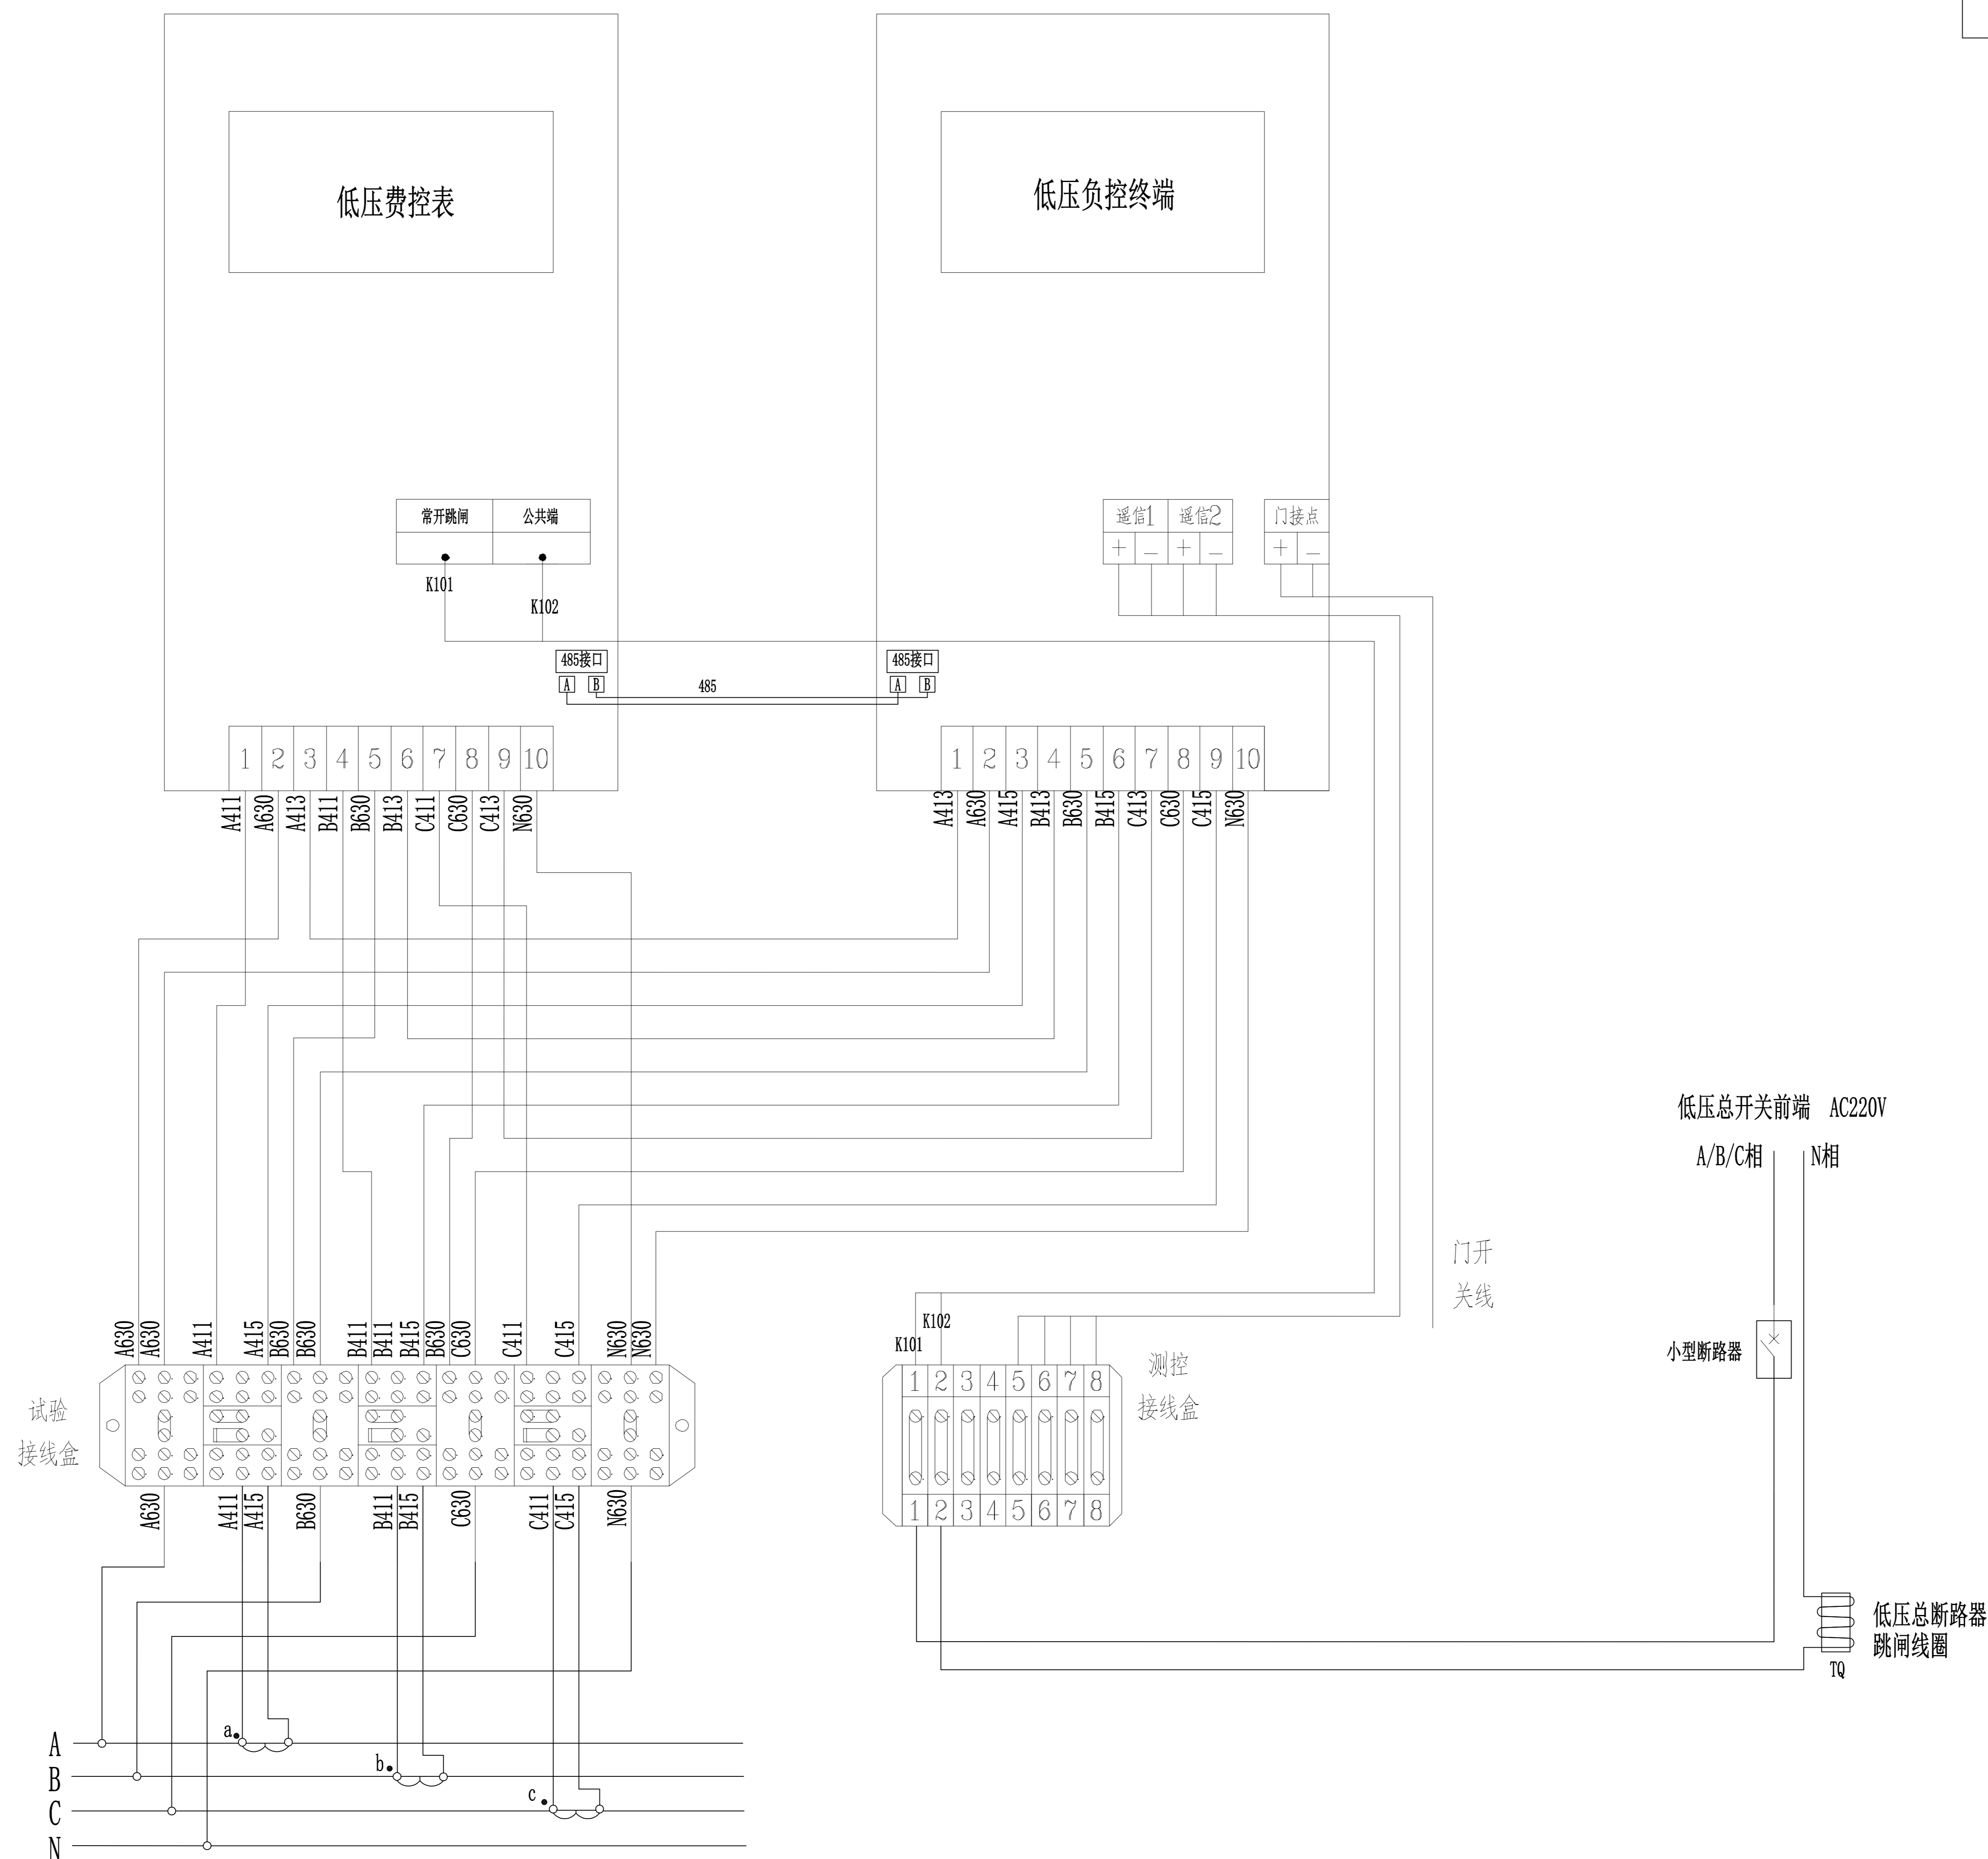 低压费控表
低压负控终端
常开跳闸 公共端
K101
K102
遥信1 遥信2 门接点
+ — + — + —
485接口 485接口
A B 485 A B
1 2 3 4 5 6 7 8 9 10
1 2 3 4 5 6 7 8 9 10
A411 A630 A413 B411 B630 B413 C411 C630 C413 N630
A413 A630 A415 B413 B630 B415 C413 C630 C415 N630
低压总开关前端 AC220V
A/B/C相 N相
门开
关线
小型断路器
A630 A630 A411 A415 B630 B630 B411 B411 B415 B630 C630 C411 C415 N630 N630
K101 K102
试验
接线盒
1 2 3 4 5 6 7 8
测控
接线盒
1 2 3 4 5 6 7 8
A630 A411 A415 B630 B411 B415 C630 C411 C415 N630
低压总断路器
跳闸线圈
TQ
A a
B b
C c
N